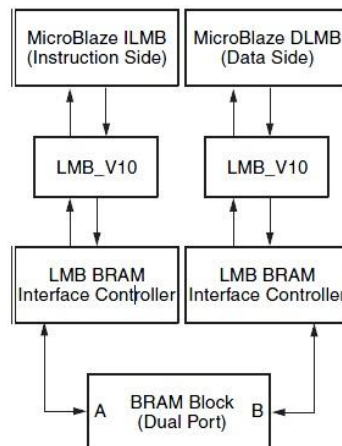 MicroBlaze ILMB
(Instruction Side)
MicroBlaze DLMB
(Data Side)
LMB_V10
LMB_V10
LMB BRAM
Interface Controller
LMB BRAM
Interface Controller
A
BRAM Block
(Dual Port)
B